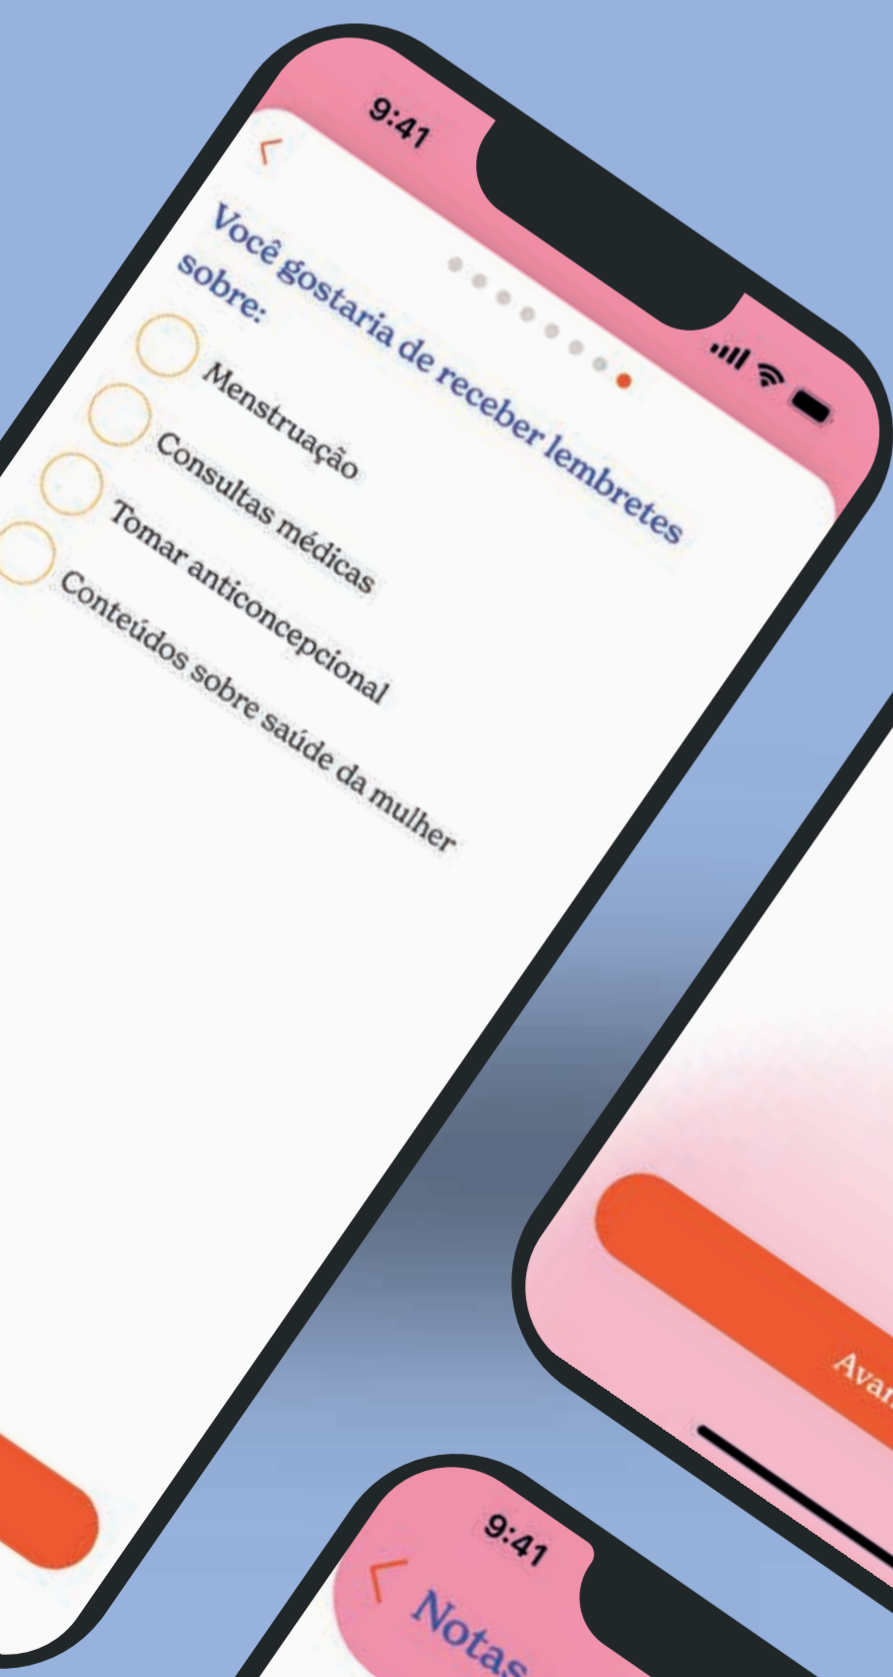 9:41
Você gostaria de receber lembretes
sobre:
Menstruação
Consultas médicas
Tomar anticoncepcional
Conteúdos sobre saúde da mulher
9:41
Notas